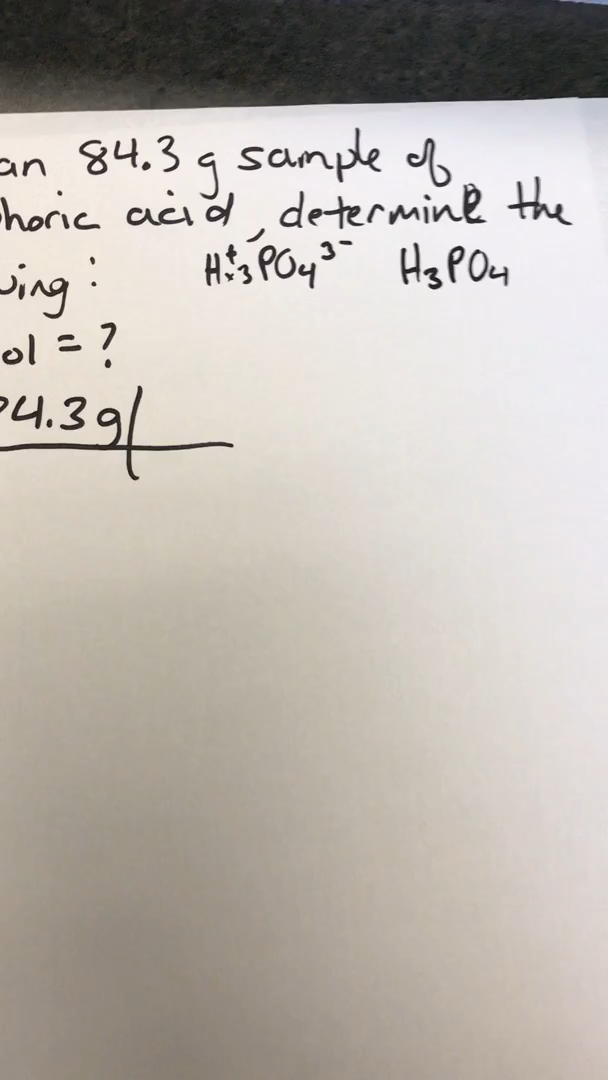 an 84.3 g sample of
horic acid, determine the
ing: H⁺×3PO₄³⁻ H₃PO₄
ol = ?
4.3g